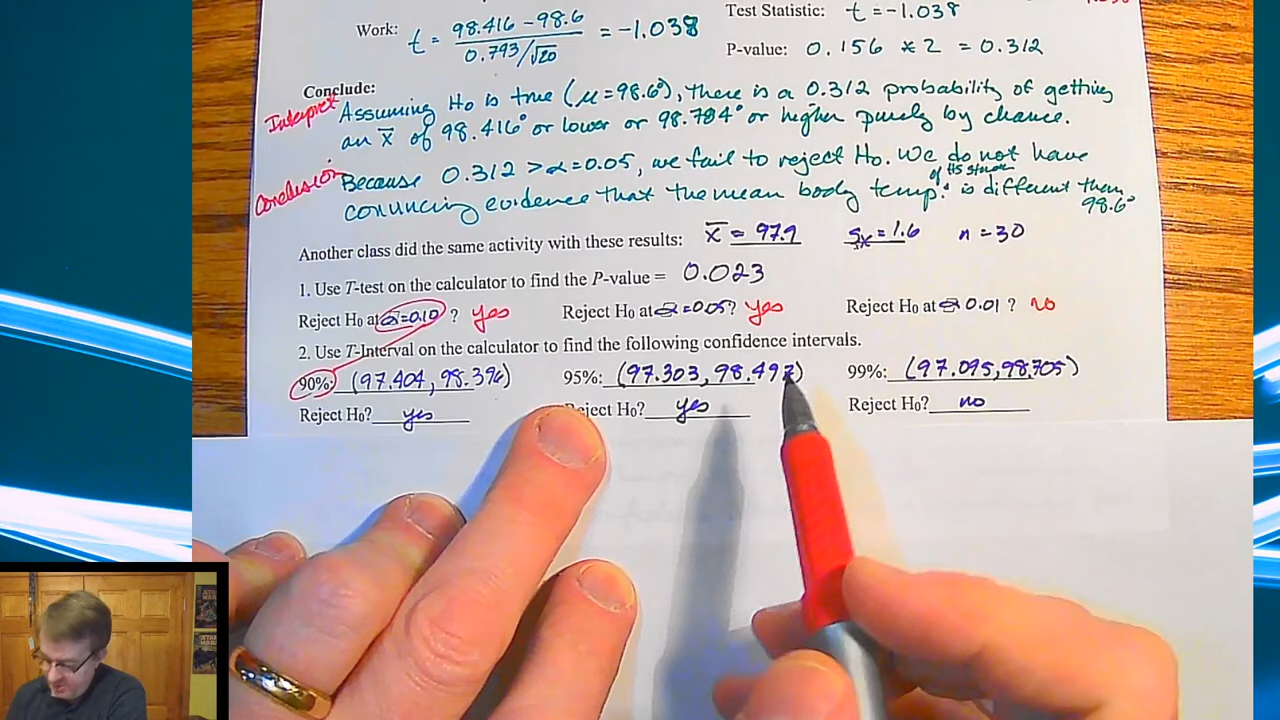 Work: t = 98.416 - 98.6 / 0.793/√20 = -1.038
Test Statistic: t = -1.038
P-value: 0.156 × 2 = 0.312
Conclude:
Interpret Assuming Ho is true (μ=98.6°), there is a 0.312 probability of getting
an x̄ of 98.416° or lower or 98.784° or higher purely by chance.
Conclusion Because 0.312 > α=0.05, we fail to reject Ho. We do not have
convincing evidence that the mean body temp. of HS is different than
98.6°
Another class did the same activity with these results: x̄ = 97.9 Sx = 1.6 n = 30
1. Use T-test on the calculator to find the P-value = 0.023
Reject H0 at α=0.10 ? yes Reject H0 at α=0.05? yes Reject H0 at α 0.01 ? no
2. Use T-Interval on the calculator to find the following confidence intervals.
90%: (97.404, 98.396) 95%: (97.303, 98.497) 99%: (97.095, 98.705)
Reject H0? yes Reject H0? yes Reject H0? no
STAR
WARS